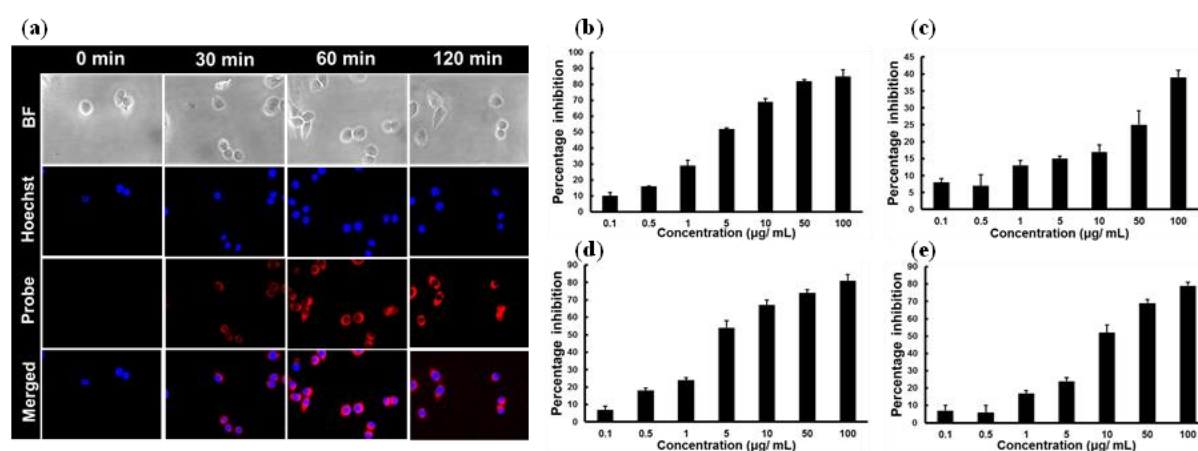 (a)
0 min 30 min 60 min 120 min
BF
Hoechst
Probe
Merged
(b)
Percentage inhibition
100
90
80
70
60
50
40
30
20
10
0
0.1 0.5 1 5 10 50 100
Concentration (µg/ mL)
(c)
Percentage inhibition
45
40
35
30
25
20
15
10
5
0
0.1 0.5 1 5 10 50 100
Concentration (µg/ mL)
(d)
Percentage inhibition
90
80
70
60
50
40
30
20
10
0
0.1 0.5 1 5 10 50 100
Concentration (µg/ mL)
(e)
Percentage inhibition
90
80
70
60
50
40
30
20
10
0
0.1 0.5 1 5 10 50 100
Concentration (µg/ mL)